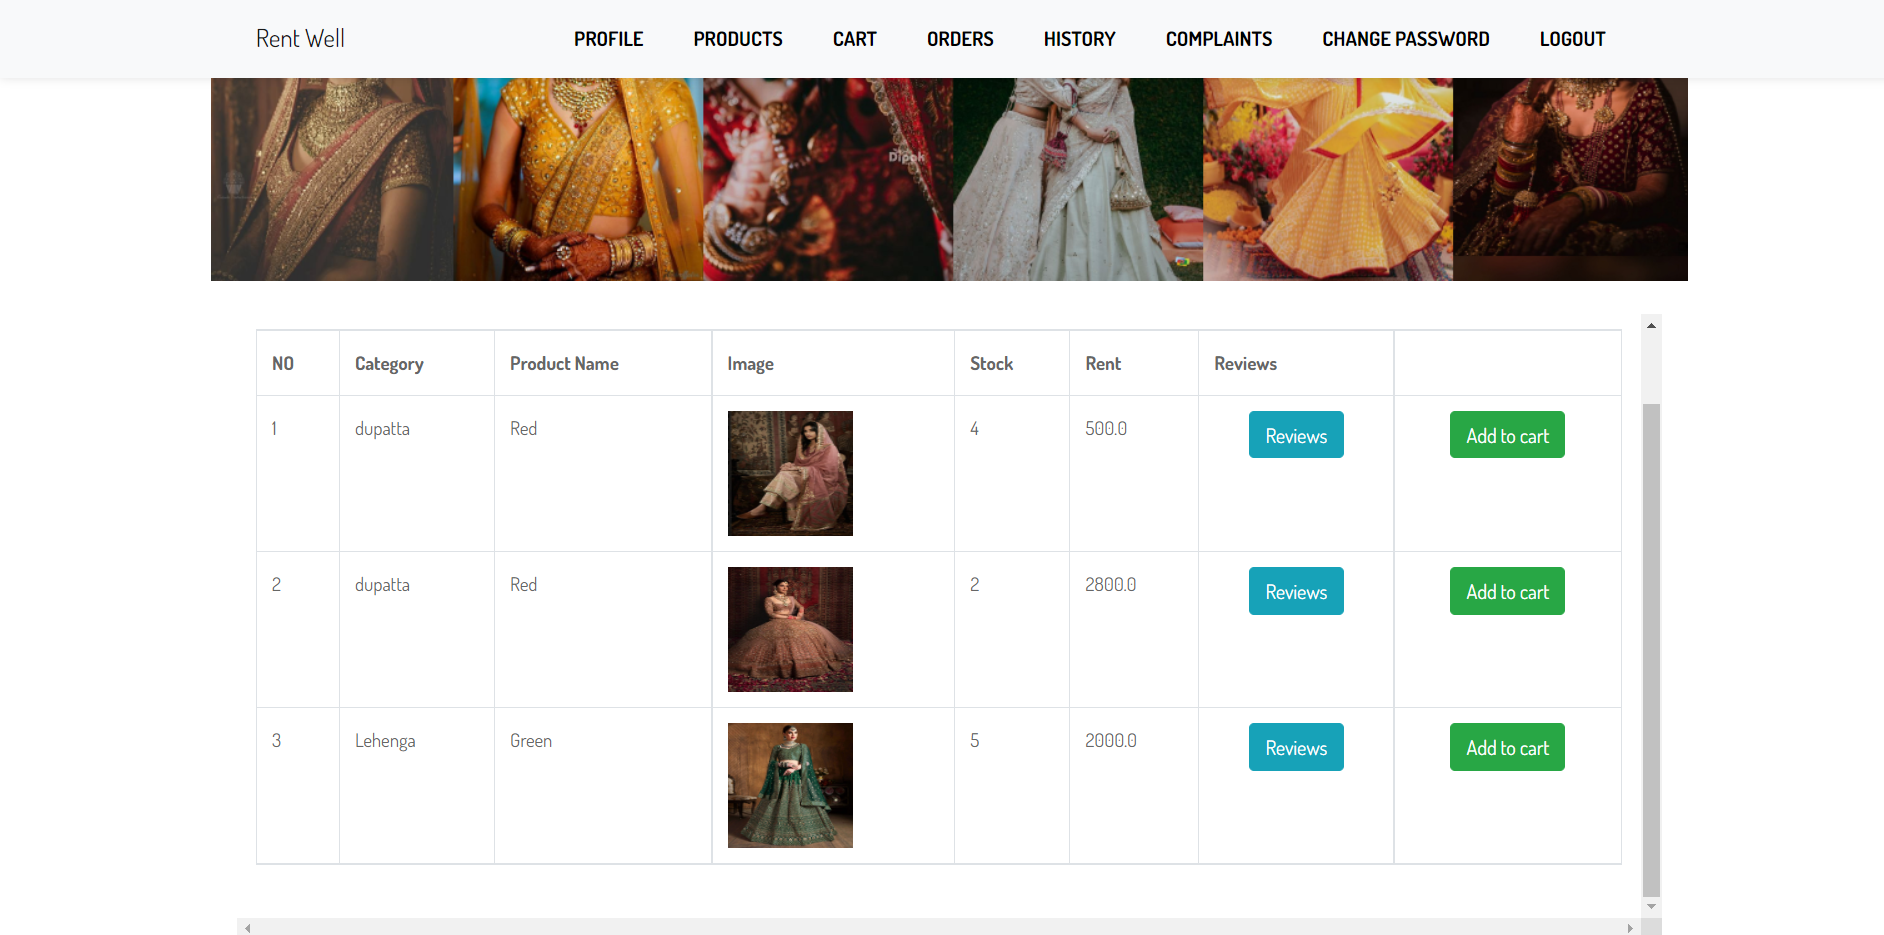 Rent Well PROFILE PRODUCTS CART ORDERS HISTORY COMPLAINTS CHANGE PASSWORD LOGOUT
Dipak
NO Category Product Name Image Stock Rent Reviews
1 dupatta Red 4 500.0 Reviews Add to cart
2 dupatta Red 2 2800.0 Reviews Add to cart
3 Lehenga Green 5 2000.0 Reviews Add to cart